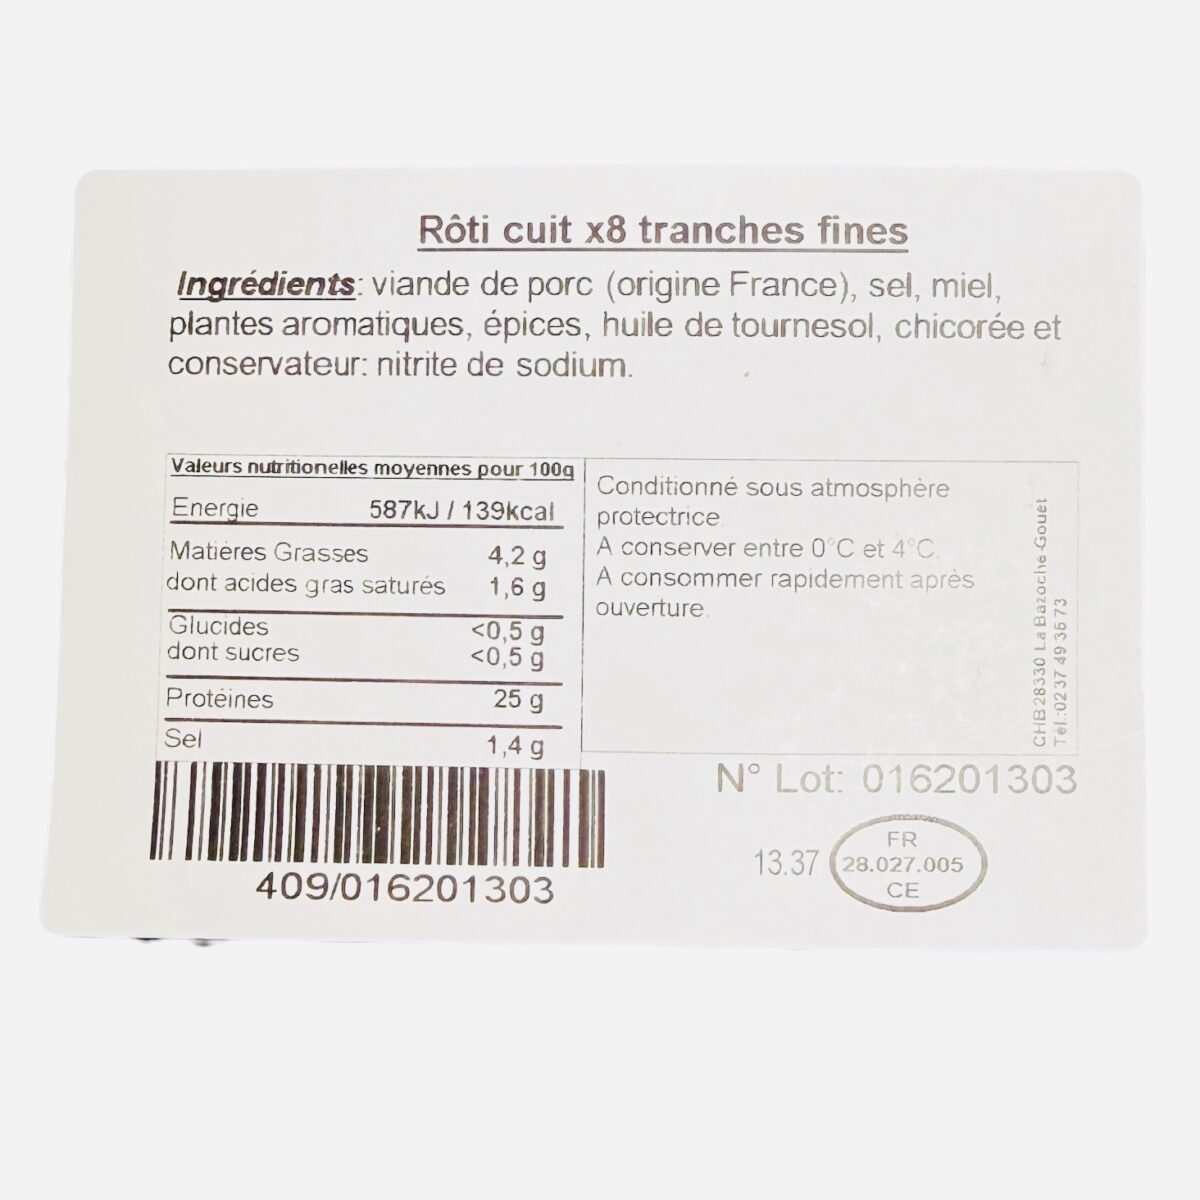 Rôti cuit x8 tranches fines
Ingrédients: viande de porc (origine France), sel, miel,
plantes aromatiques, épices, huile de tournesol, chicorée et
conservateur: nitrite de sodium.
Valeurs nutritionelles moyennes pour 100g
Energie 587kJ / 139kcal
Matières Grasses 4,2 g
dont acides gras saturés 1,6 g
Glucides <0,5 g
dont sucres <0,5 g
Protéines 25 g
Sel 1,4 g
Conditionné sous atmosphère
protectrice.
A conserver entre 0°C et 4°C.
A consommer rapidement après
ouverture.
CHB 28330 La Bazoche-Gouet
Tél.:02 37 49 35 73
409/016201303
N° Lot: 016201303
13.37
FR
28.027.005
CE